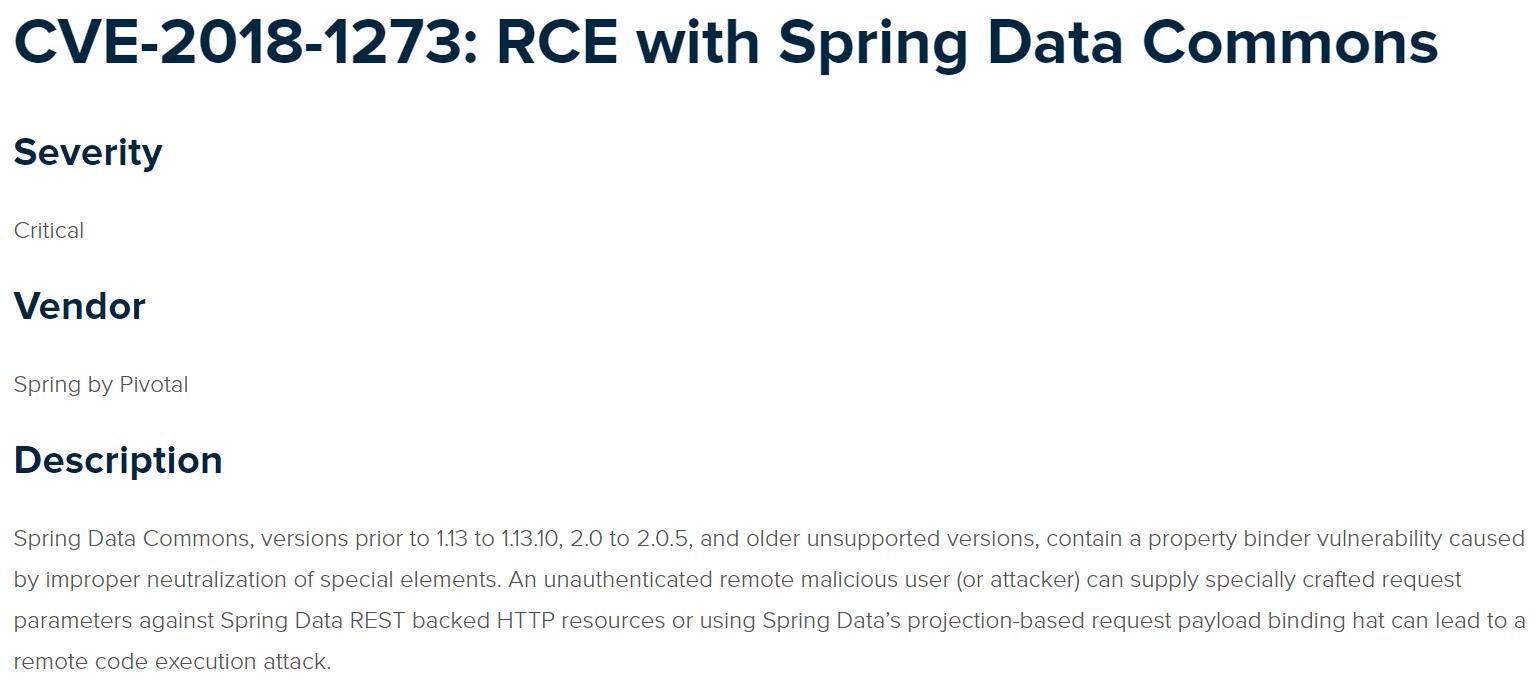 CVE-2018-1273: RCE with Spring Data Commons
Severity
Critical
Vendor
Spring by Pivotal
Description
Spring Data Commons, versions prior to 1.13 to 1.13.10, 2.0 to 2.0.5, and older unsupported versions, contain a property binder vulnerability caused
by improper neutralization of special elements. An unauthenticated remote malicious user (or attacker) can supply specially crafted request
parameters against Spring Data REST backed HTTP resources or using Spring Data’s projection-based request payload binding hat can lead to a
remote code execution attack.